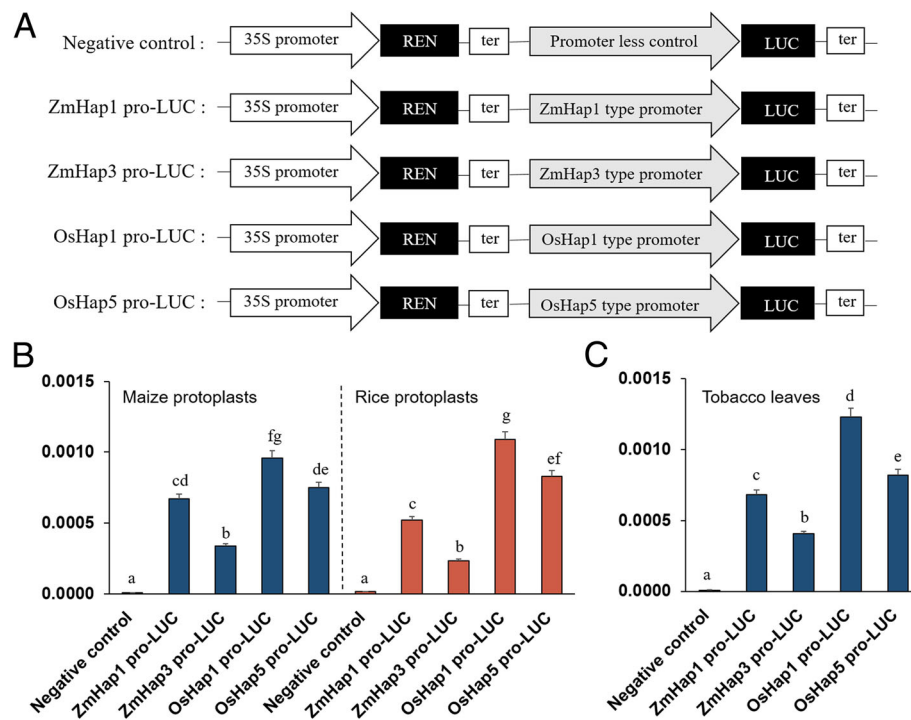 A
Negative control : 35S promoter REN ter Promoter less control LUC ter
ZmHap1 pro-LUC : 35S promoter REN ter ZmHap1 type promoter LUC ter
ZmHap3 pro-LUC : 35S promoter REN ter ZmHap3 type promoter LUC ter
OsHap1 pro-LUC : 35S promoter REN ter OsHap1 type promoter LUC ter
OsHap5 pro-LUC : 35S promoter REN ter OsHap5 type promoter LUC ter
B
0.0015
0.0010
0.0005
0.0000
Maize protoplasts
Rice protoplasts
a cd b fg de a c b g ef
Negative control
ZmHap1 pro-LUC
ZmHap3 pro-LUC
OsHap1 pro-LUC
OsHap5 pro-LUC
Negative control
ZmHap1 pro-LUC
ZmHap3 pro-LUC
OsHap1 pro-LUC
OsHap5 pro-LUC
C
0.0015
0.0010
0.0005
0.0000
Tobacco leaves
a c b d e
Negative control
ZmHap1 pro-LUC
ZmHap3 pro-LUC
OsHap1 pro-LUC
OsHap5 pro-LUC